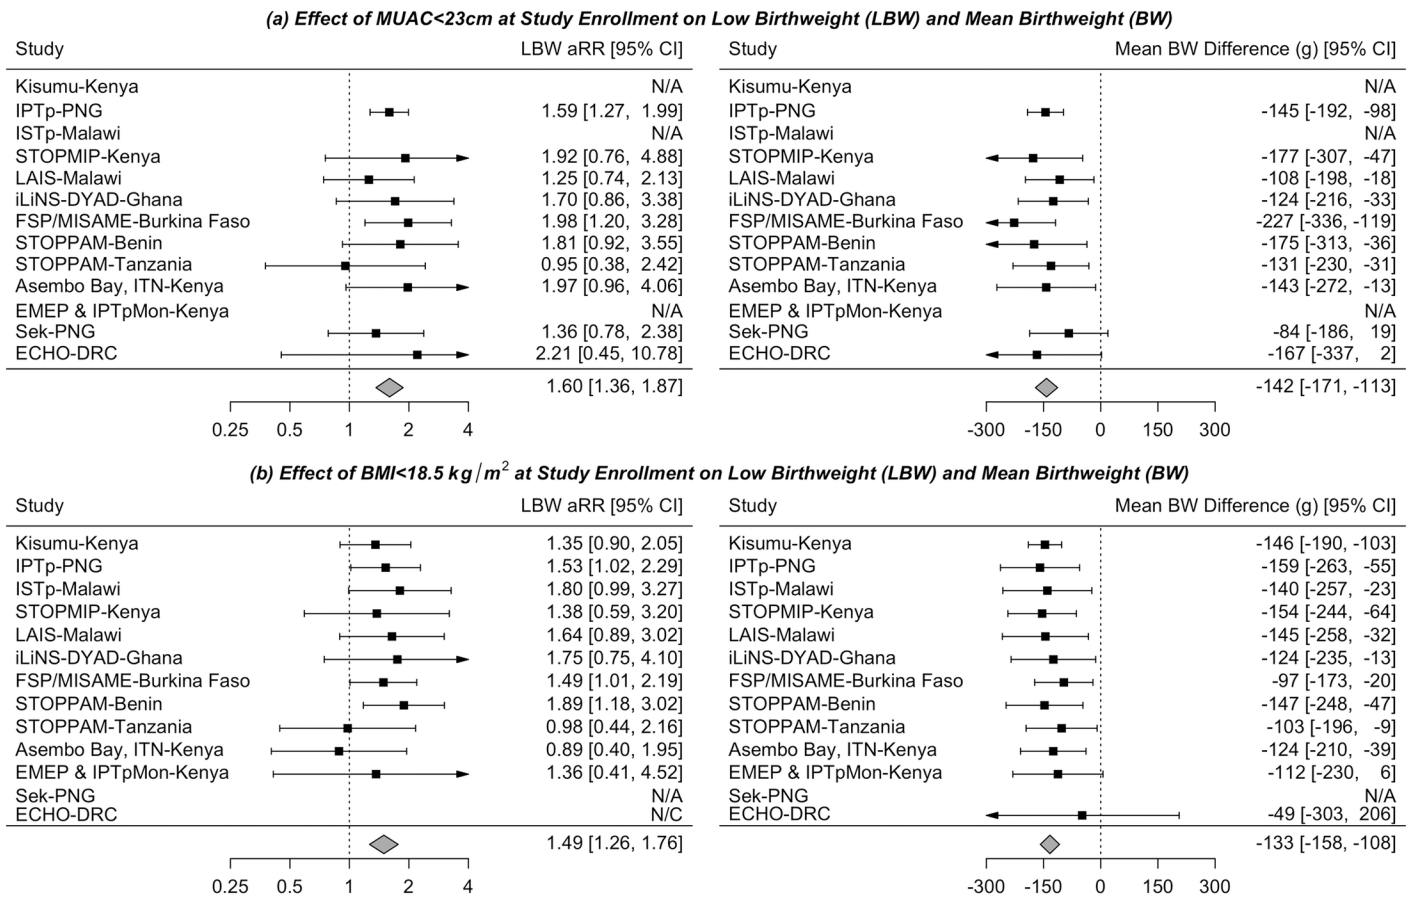 (a) Effect of MUAC<23cm at Study Enrollment on Low Birthweight (LBW) and Mean Birthweight (BW)
Study LBW aRR [95% CI]
Kisumu-Kenya N/A
IPTp-PNG 1.59 [1.27, 1.99]
ISTp-Malawi N/A
STOPMIP-Kenya 1.92 [0.76, 4.88]
LAIS-Malawi 1.25 [0.74, 2.13]
iLiNS-DYAD-Ghana 1.70 [0.86, 3.38]
FSP/MISAME-Burkina Faso 1.98 [1.20, 3.28]
STOPPAM-Benin 1.81 [0.92, 3.55]
STOPPAM-Tanzania 0.95 [0.38, 2.42]
Asembo Bay, ITN-Kenya 1.97 [0.96, 4.06]
EMEP & IPTpMon-Kenya N/A
Sek-PNG 1.36 [0.78, 2.38]
ECHO-DRC 2.21 [0.45, 10.78]
1.60 [1.36, 1.87]
0.25 0.5 1 2 4
Study Mean BW Difference (g) [95% CI]
Kisumu-Kenya N/A
IPTp-PNG -145 [-192, -98]
ISTp-Malawi N/A
STOPMIP-Kenya -177 [-307, -47]
LAIS-Malawi -108 [-198, -18]
iLiNS-DYAD-Ghana -124 [-216, -33]
FSP/MISAME-Burkina Faso -227 [-336, -119]
STOPPAM-Benin -175 [-313, -36]
STOPPAM-Tanzania -131 [-230, -31]
Asembo Bay, ITN-Kenya -143 [-272, -13]
EMEP & IPTpMon-Kenya N/A
Sek-PNG -84 [-186, 19]
ECHO-DRC -167 [-337, 2]
-142 [-171, -113]
-300 -150 0 150 300
(b) Effect of BMI<18.5 kg/m² at Study Enrollment on Low Birthweight (LBW) and Mean Birthweight (BW)
Study LBW aRR [95% CI]
Kisumu-Kenya 1.35 [0.90, 2.05]
IPTp-PNG 1.53 [1.02, 2.29]
ISTp-Malawi 1.80 [0.99, 3.27]
STOPMIP-Kenya 1.38 [0.59, 3.20]
LAIS-Malawi 1.64 [0.89, 3.02]
iLiNS-DYAD-Ghana 1.75 [0.75, 4.10]
FSP/MISAME-Burkina Faso 1.49 [1.01, 2.19]
STOPPAM-Benin 1.89 [1.18, 3.02]
STOPPAM-Tanzania 0.98 [0.44, 2.16]
Asembo Bay, ITN-Kenya 0.89 [0.40, 1.95]
EMEP & IPTpMon-Kenya 1.36 [0.41, 4.52]
Sek-PNG N/A
ECHO-DRC N/C
1.49 [1.26, 1.76]
0.25 0.5 1 2 4
Study Mean BW Difference (g) [95% CI]
Kisumu-Kenya -146 [-190, -103]
IPTp-PNG -159 [-263, -55]
ISTp-Malawi -140 [-257, -23]
STOPMIP-Kenya -154 [-244, -64]
LAIS-Malawi -145 [-258, -32]
iLiNS-DYAD-Ghana -124 [-235, -13]
FSP/MISAME-Burkina Faso -97 [-173, -20]
STOPPAM-Benin -147 [-248, -47]
STOPPAM-Tanzania -103 [-196, -9]
Asembo Bay, ITN-Kenya -124 [-210, -39]
EMEP & IPTpMon-Kenya -112 [-230, 6]
Sek-PNG N/A
ECHO-DRC -49 [-303, 206]
-133 [-158, -108]
-300 -150 0 150 300